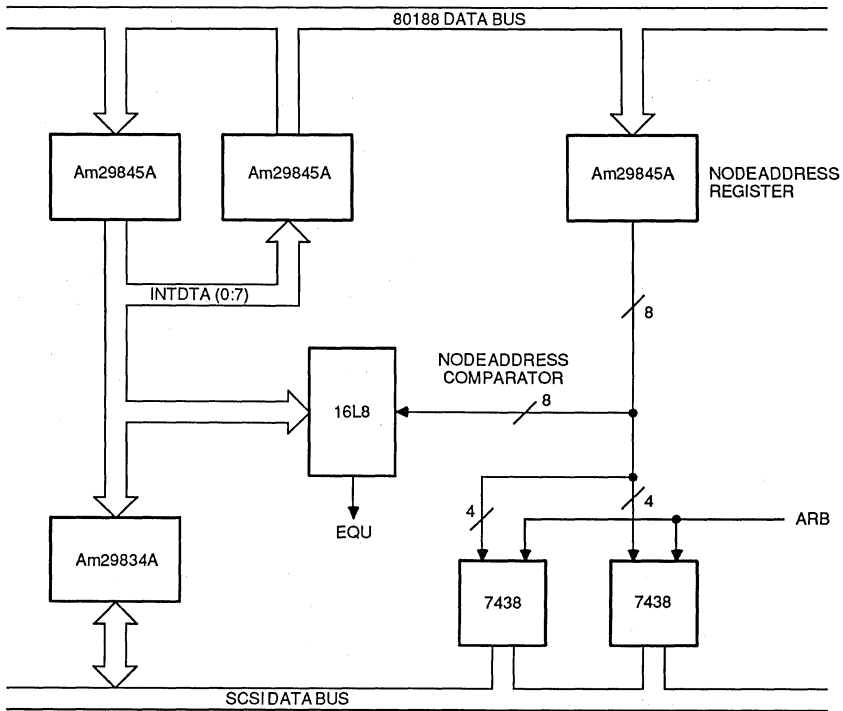 80188 DATA BUS
Am29845A
Am29845A
Am29845A
NODEADDRESS
REGISTER
INTDTA (0:7)
8
NODEADDRESS
COMPARATOR
8
16L8
4
4
ARB
EQU
Am29834A
7438
7438
SCSI DATA BUS